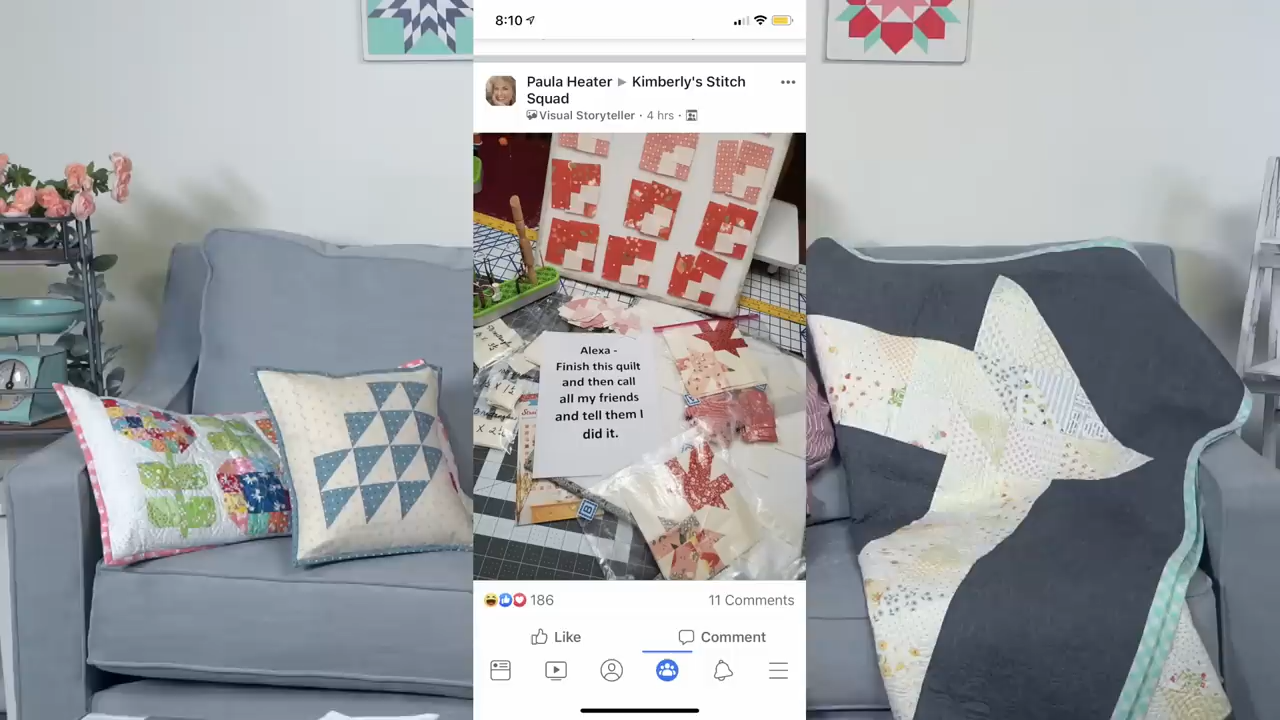 8:10
Paula Heater ▶ Kimberly's Stitch
Squad
Visual Storyteller · 4 hrs ·
Alexa -
Finish this quilt
and then call
all my friends
and tell them I
did it.
186
11 Comments
Like
Comment